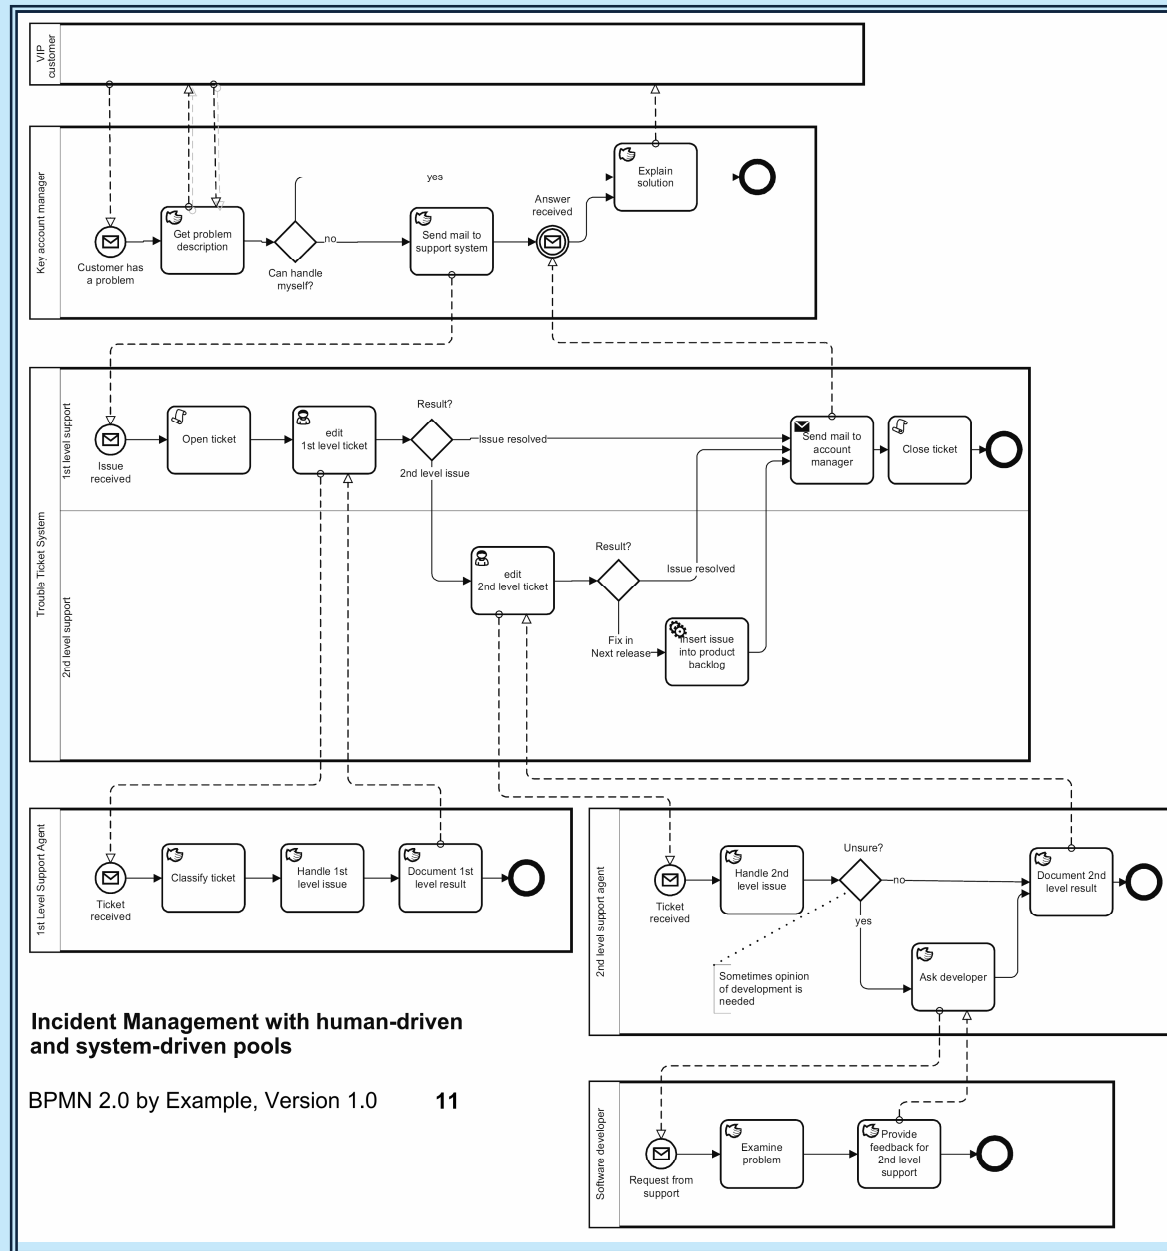 VIP
customer
Key account manager
yes
Explain
solution
Answer
received
Get problem
description
no
Send mail to
support system
Customer has
a problem
Can handle
myself?
Trouble Ticket System
1st level support
Result?
Open ticket
edit
1st level ticket
Issue resolved
Send mail to
account
manager
Close ticket
Issue
received
2nd level issue
2nd level support
Result?
edit
2nd level ticket
Issue resolved
Fix in
Next release
Insert issue
into product
backlog
1st Level Support Agent
Classify ticket
Handle 1st
level issue
Document 1st
level result
Ticket
received
2nd level support agent
Unsure?
Handle 2nd
level issue
no
Document 2nd
level result
Ticket
received
yes
Sometimes opinion
of development is
needed
Ask developer
Incident Management with human-driven
and system-driven pools
BPMN 2.0 by Example, Version 1.0 11
Software developer
Examine
problem
Provide
feedback for
2nd level
support
Request from
support